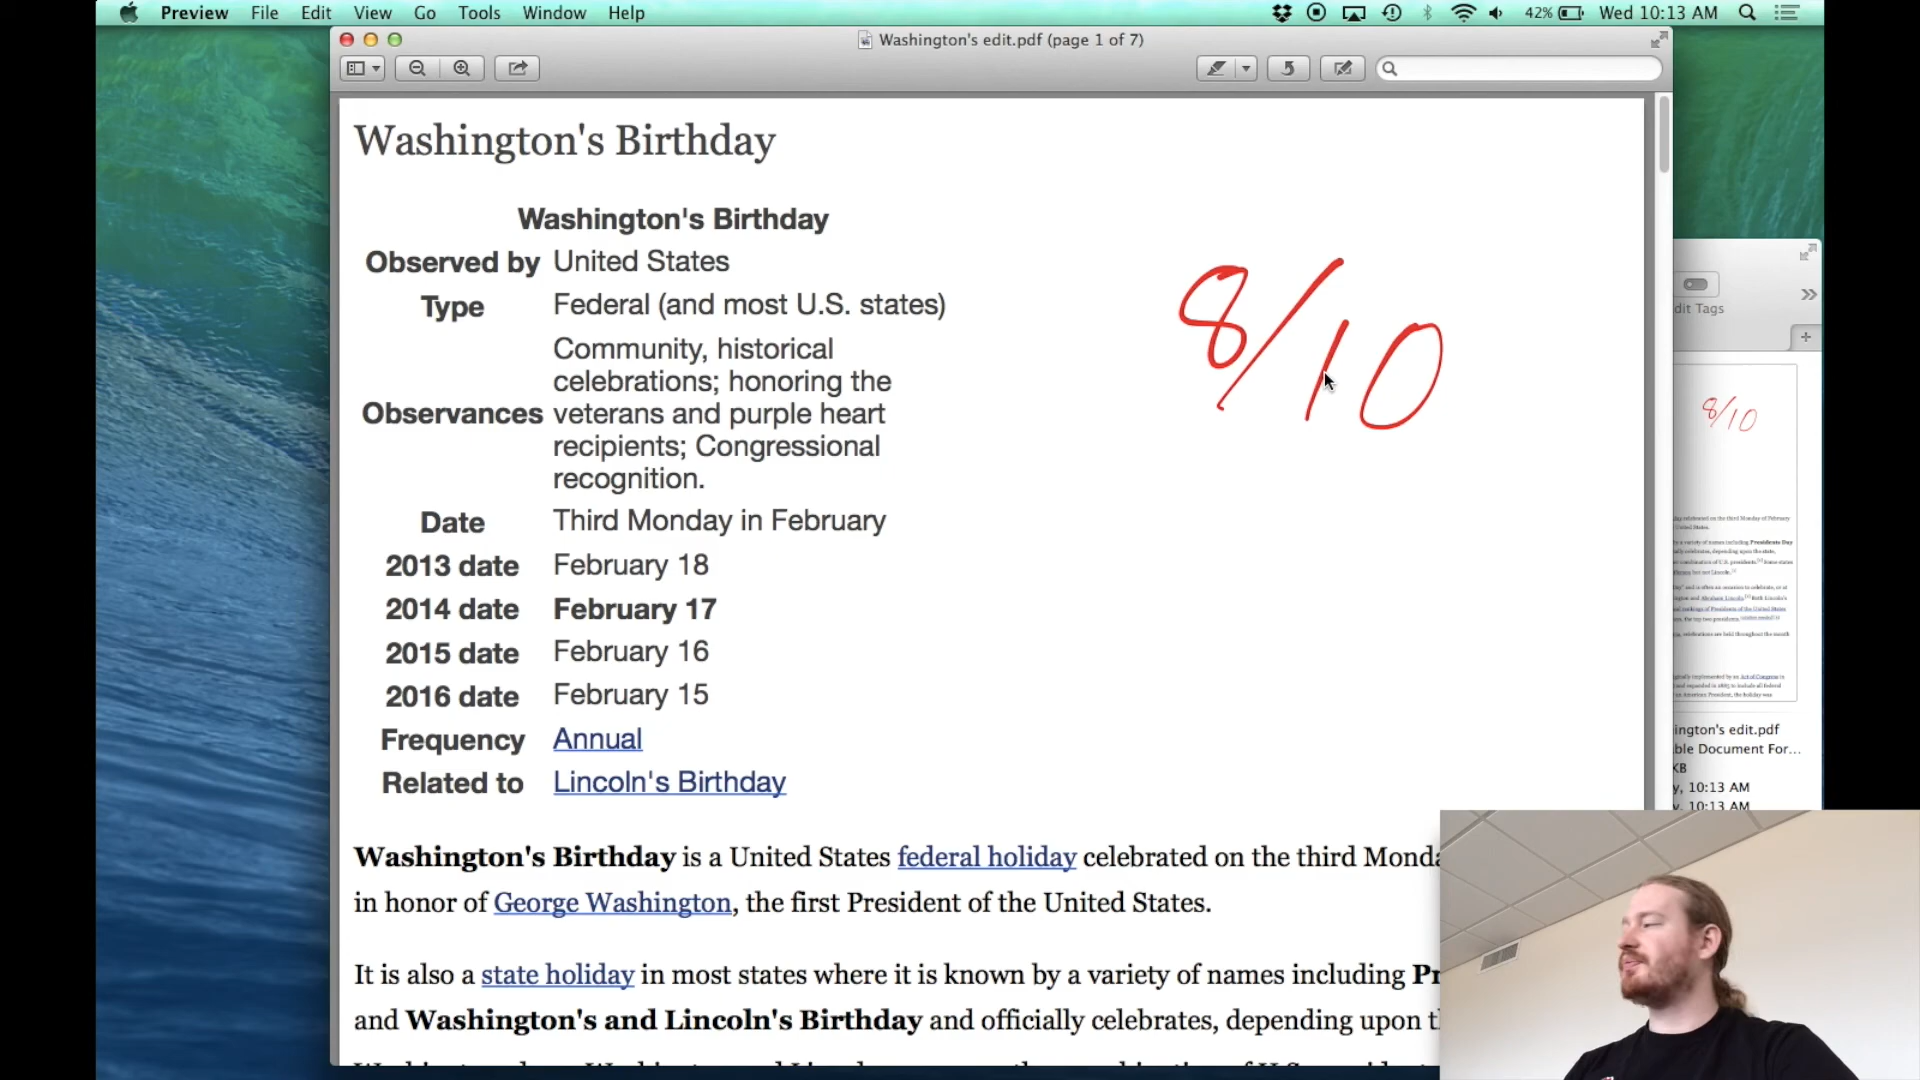 Preview File Edit View Go Tools Window Help 42% Wed 10:13 AM
Washington's edit.pdf (page 1 of 7)
Washington's Birthday
Washington's Birthday
Observed by United States
Type Federal (and most U.S. states)
Community, historical
celebrations; honoring the
Observances veterans and purple heart
recipients; Congressional
recognition.
Date Third Monday in February
2013 date February 18
2014 date February 17
2015 date February 16
2016 date February 15
Frequency Annual
Related to Lincoln's Birthday
8/10
Washington's Birthday is a United States federal holiday celebrated on the third Monda
in honor of George Washington, the first President of the United States.
It is also a state holiday in most states where it is known by a variety of names including Pr
and Washington's and Lincoln's Birthday and officially celebrates, depending upon t
dit Tags
8/10
ington's edit.pdf
ble Document For...
KB
y, 10:13 AM
y, 10:13 AM